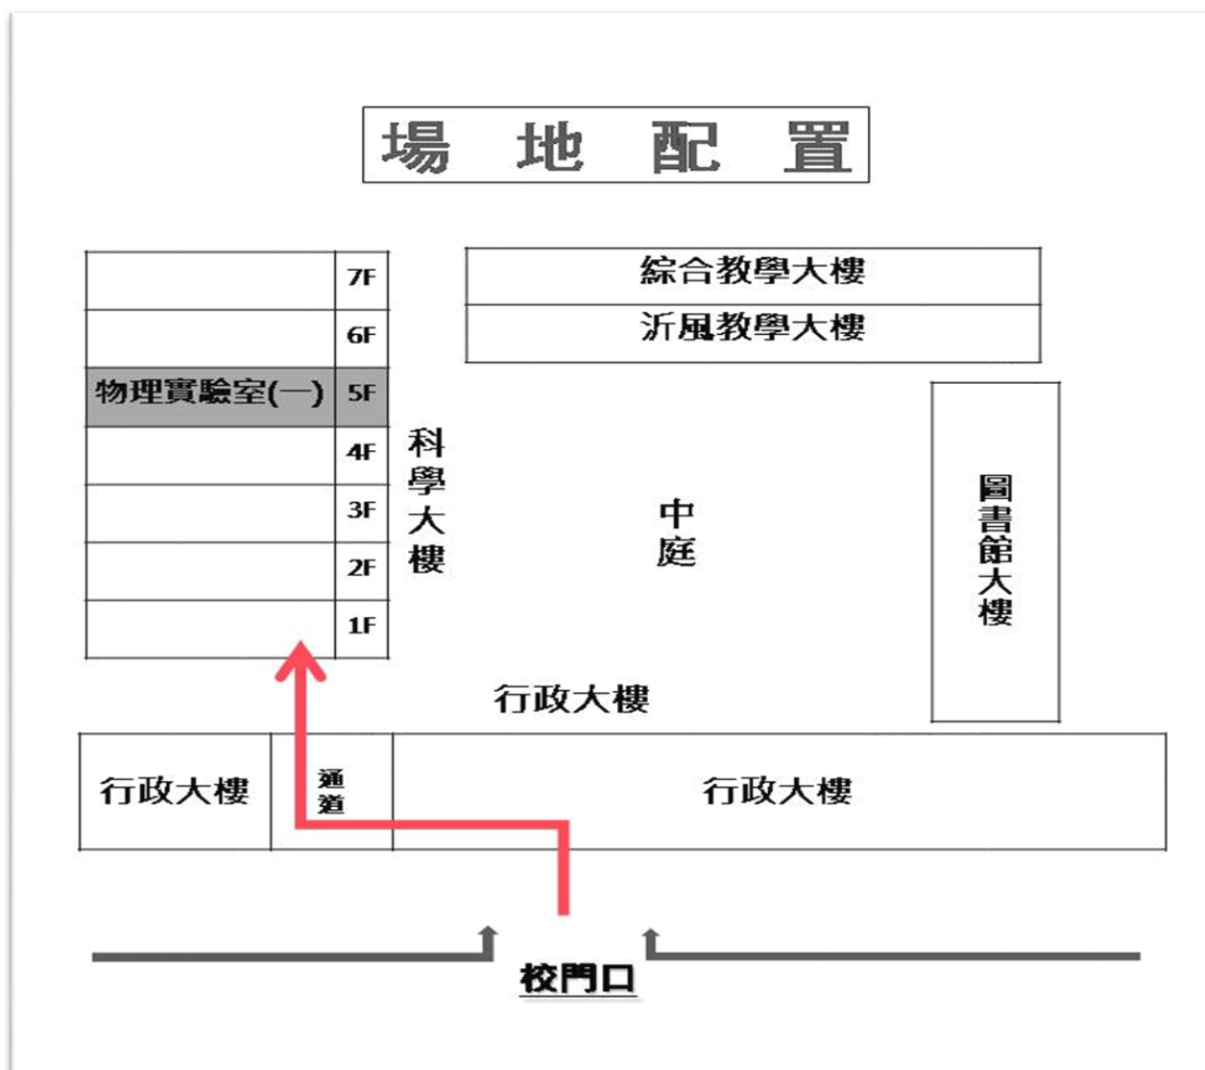 場地配置
7F
綜合教學大樓
6F
沂風教學大樓
物理實驗室(一) 5F
4F
3F
2F
1F
科學大樓
中庭
圖書館大樓
行政大樓
行政大樓
通道
行政大樓
校門口